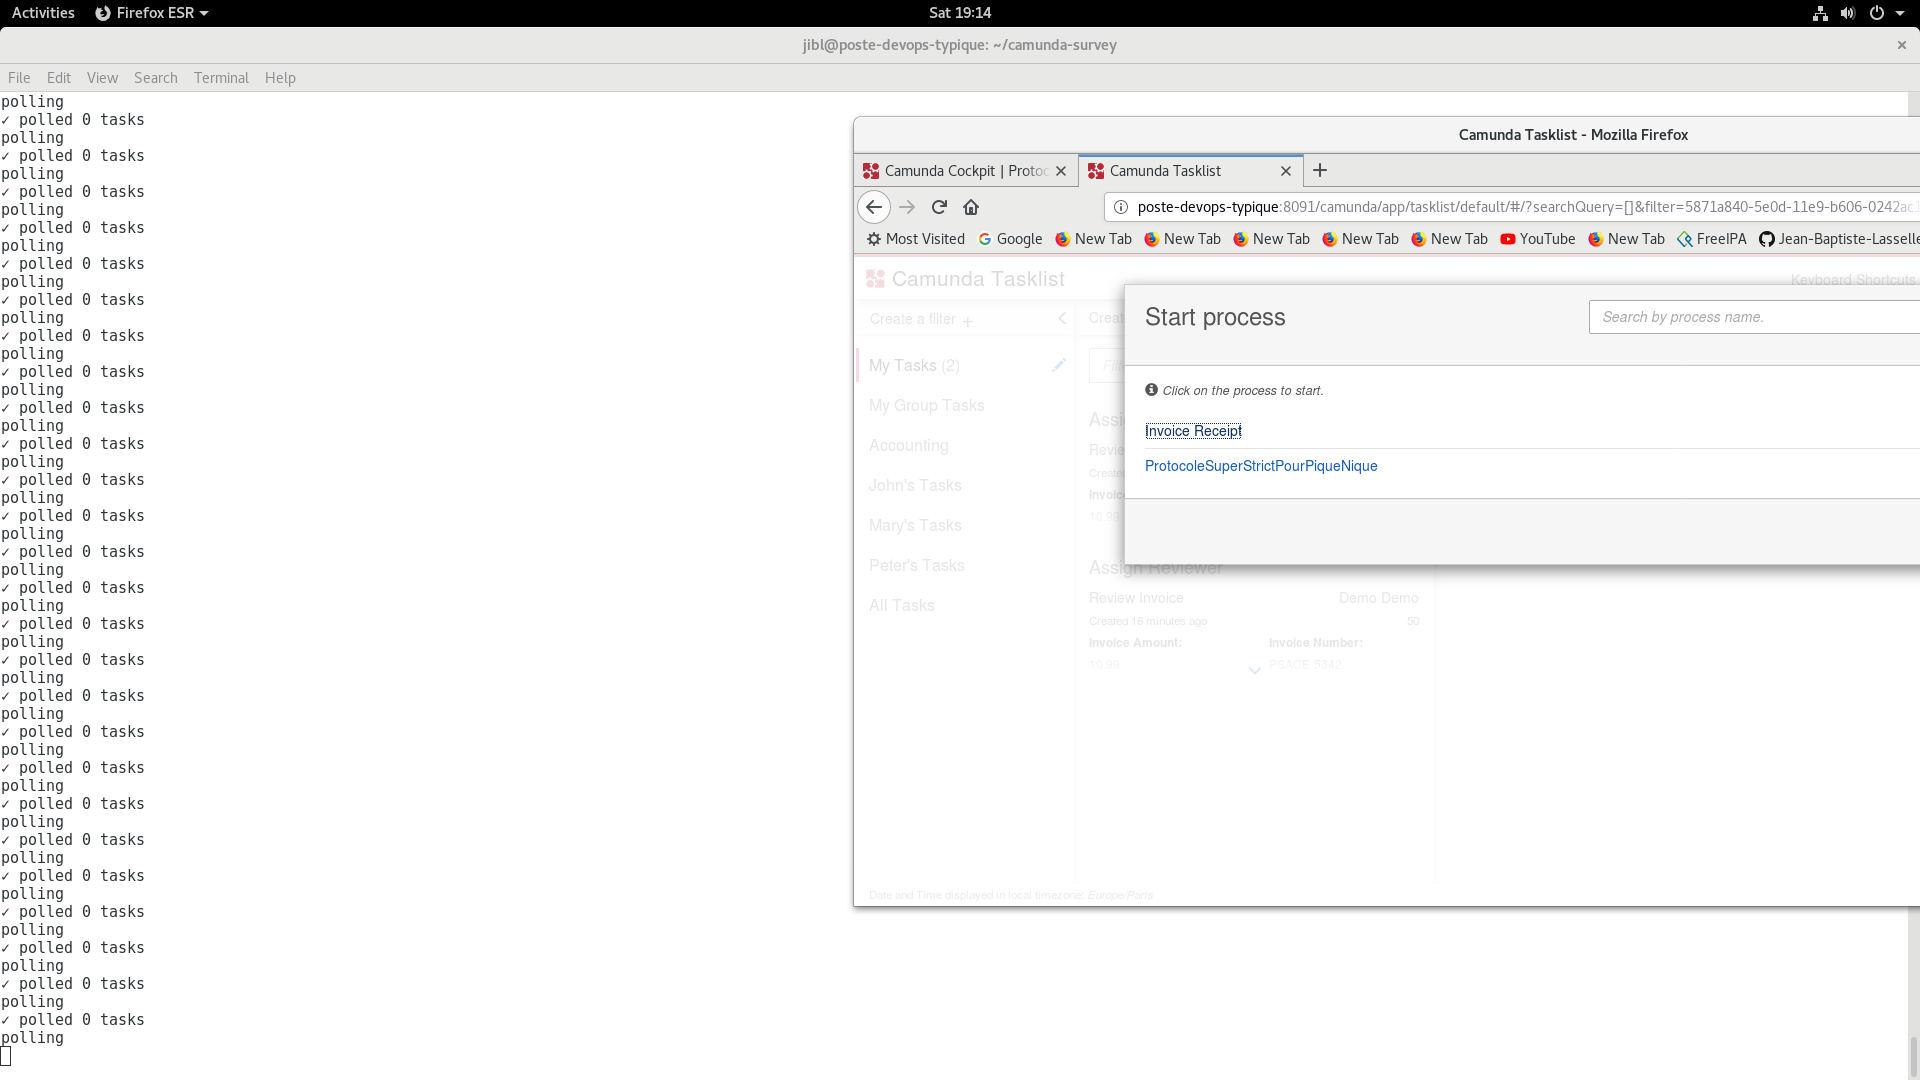 Activities Firefox ESR Sat 19:14
jibl@poste-devops-typique: ~/camunda-survey
File Edit View Search Terminal Help
polling
✓ polled 0 tasks
polling
✓ polled 0 tasks
polling
✓ polled 0 tasks
polling
✓ polled 0 tasks
polling
✓ polled 0 tasks
polling
✓ polled 0 tasks
polling
✓ polled 0 tasks
polling
✓ polled 0 tasks
polling
✓ polled 0 tasks
polling
✓ polled 0 tasks
polling
✓ polled 0 tasks
polling
✓ polled 0 tasks
polling
✓ polled 0 tasks
polling
✓ polled 0 tasks
polling
✓ polled 0 tasks
polling
✓ polled 0 tasks
polling
✓ polled 0 tasks
polling
✓ polled 0 tasks
polling
✓ polled 0 tasks
polling
✓ polled 0 tasks
polling
✓ polled 0 tasks
polling
✓ polled 0 tasks
polling
✓ polled 0 tasks
polling
✓ polled 0 tasks
polling
✓ polled 0 tasks
polling
✓ polled 0 tasks
polling
Camunda Tasklist - Mozilla Firefox
Camunda Cockpit | Protoc Camunda Tasklist
poste-devops-typique:8091/camunda/app/tasklist/default/#/?searchQuery=[]&filter=5871a840-5e0d-11e9-b606-0242ac1
Most Visited Google New Tab New Tab New Tab New Tab New Tab YouTube New Tab FreeIPA Jean-Baptiste-Lasselle
Camunda Tasklist Keyboard Shortcuts
Create a filter +
My Tasks (2)
My Group Tasks
Accounting
John's Tasks
Mary's Tasks
Peter's Tasks
All Tasks
Start process
Search by process name.
Click on the process to start.
Invoice Receipt
ProtocoleSuperStrictPourPiqueNique
10.99
Assign Reviewer
Review Invoice Demo Demo
Created 16 minutes ago 50
Invoice Amount: Invoice Number:
10.99 PSACE-5342
Date and Time displayed in local timezone: Europe/Paris